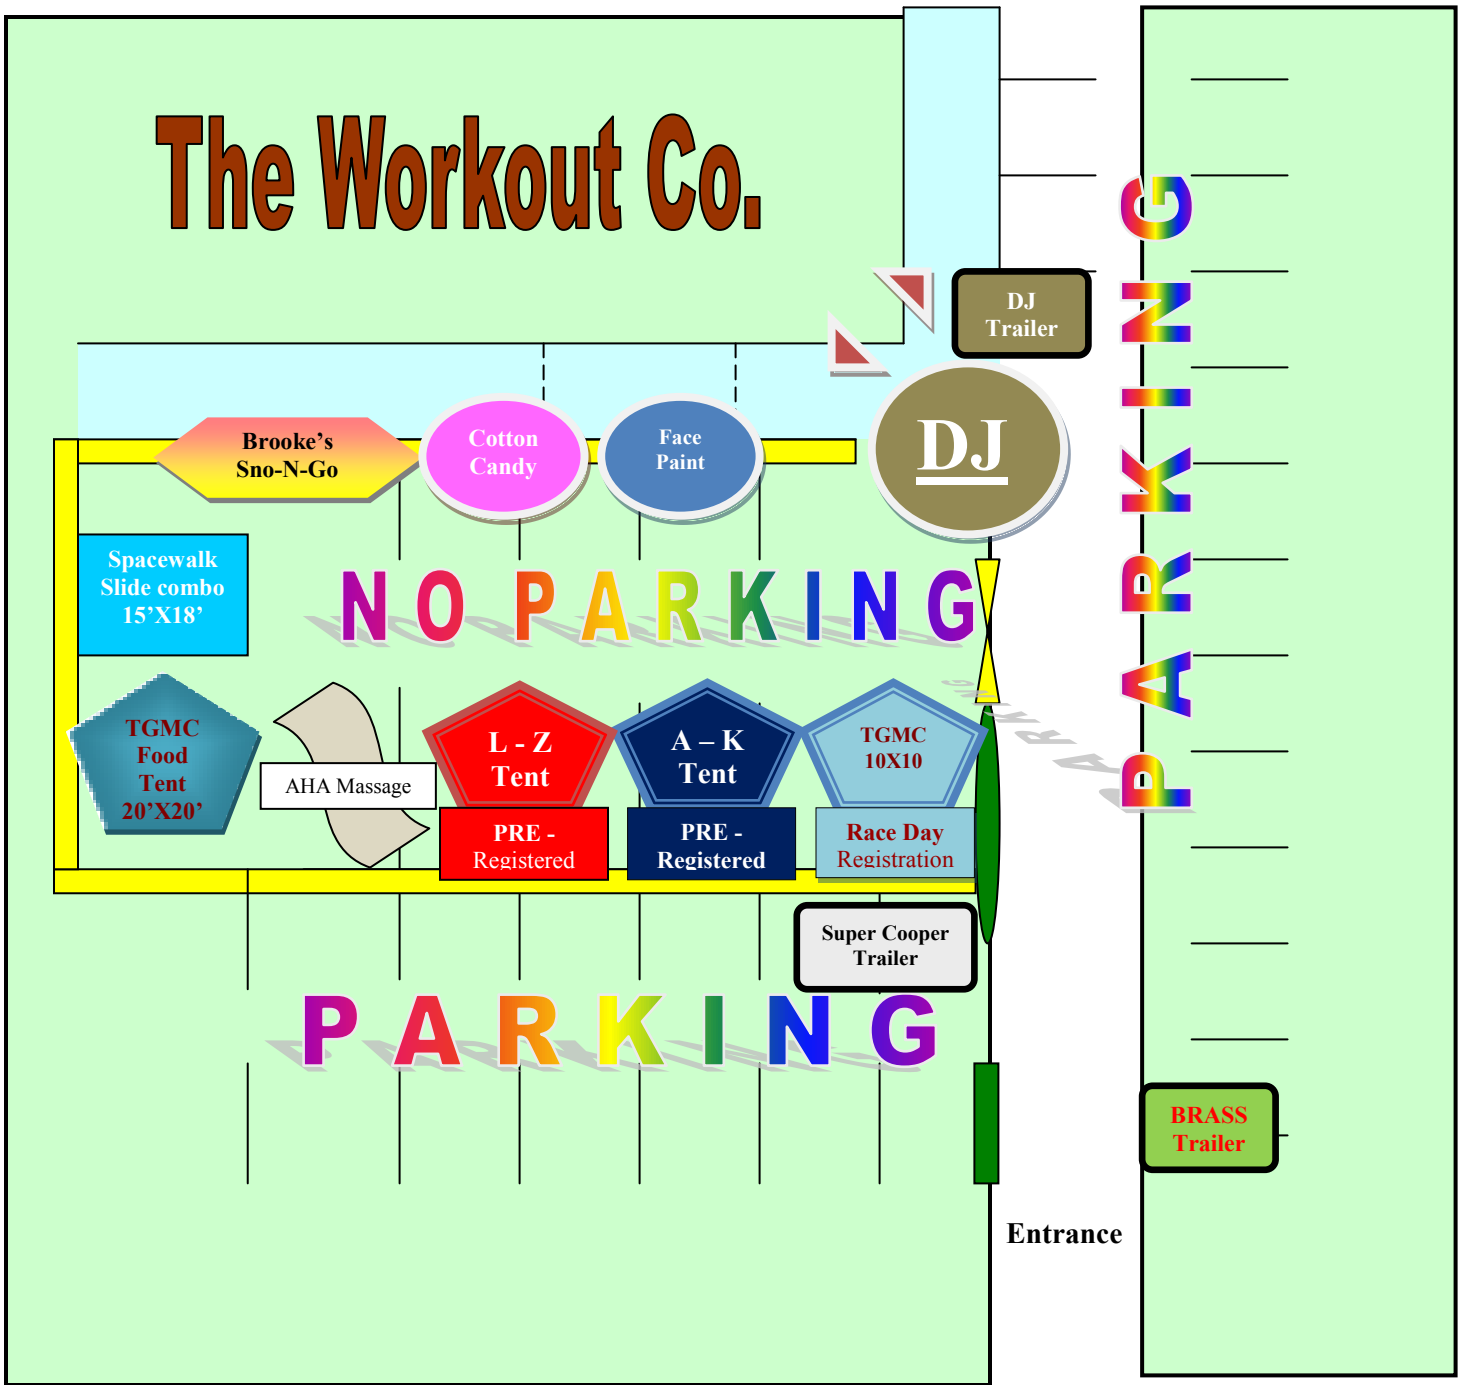 The Workout Co.
DJ
Trailer
PARKING
Brooke's
Sno-N-Go
Cotton
Candy
Face
Paint
DJ
Spacewalk
Slide combo
15'X18'
NO PARKING
TGMC
Food
Tent
20'X20'
AHA Massage
L - Z
Tent
PRE -
Registered
A – K
Tent
PRE -
Registered
TGMC
10X10
Race Day
Registration
Super Cooper
Trailer
PARKING
BRASS
Trailer
Entrance